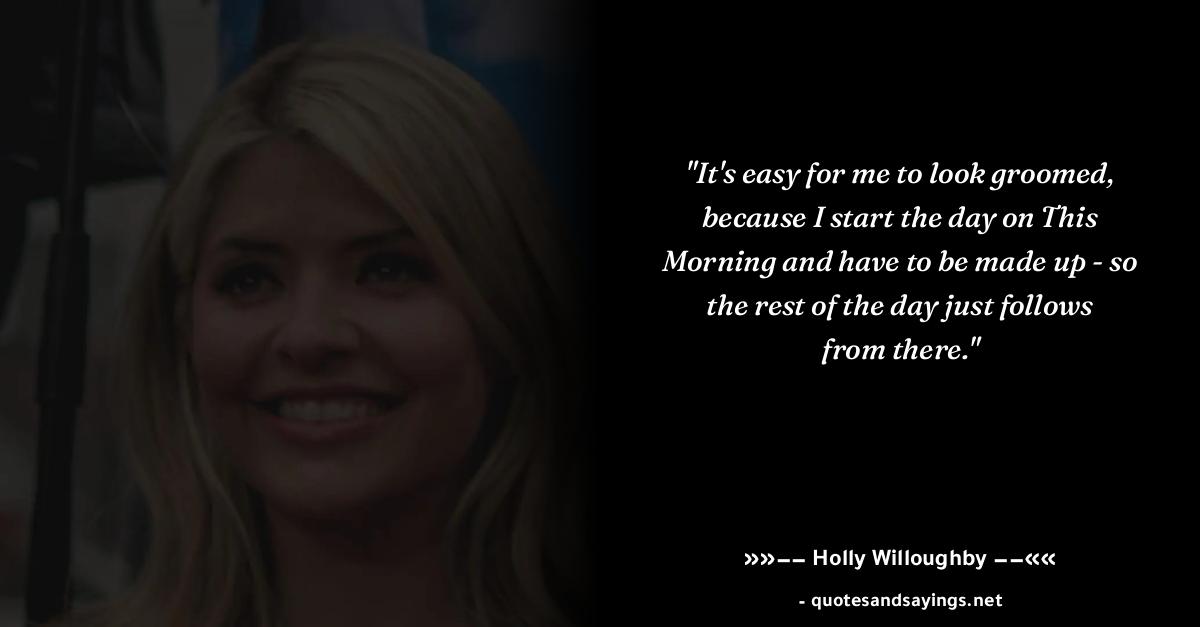 "It's easy for me to look groomed,
because I start the day on This
Morning and have to be made up - so
the rest of the day just follows
from there."
»»–– Holly Willoughby ––««
- quotesandsayings.net